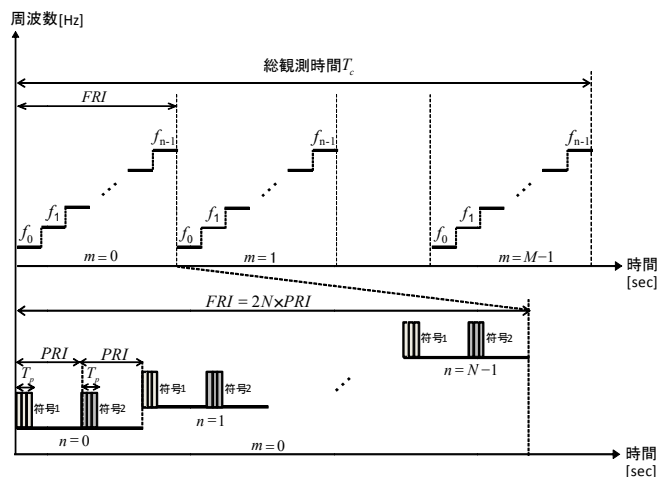 周波数[Hz]
総観測時間T_c
FRI
f_0 f_1 f_{n-1}
f_0 f_1 f_{n-1}
f_0 f_1 f_{n-1}
m=0 m=1 m=M−1
時間
[sec]
FRI = 2N×PRI
PRI PRI
T_p T_p
符号1 符号2
符号1 符号2
符号1 符号2
n=0
n=1
n=N−1
m=0
時間
[sec]